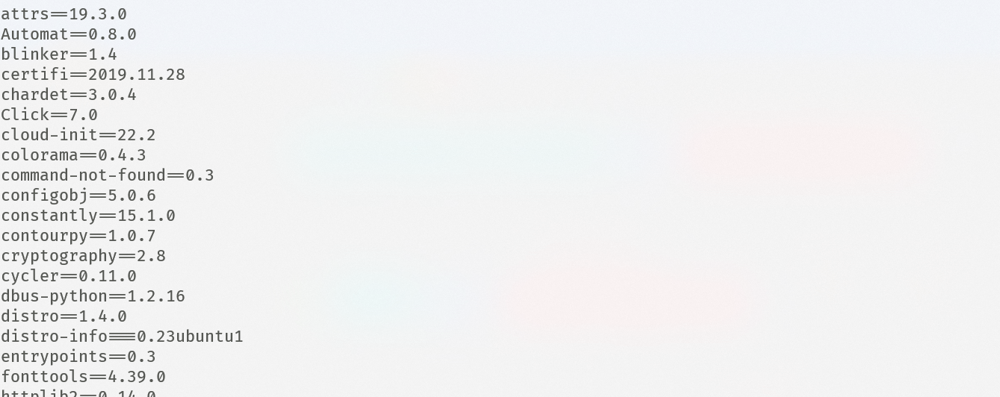 attrs==19.3.0
Automat==0.8.0
blinker==1.4
certifi==2019.11.28
chardet==3.0.4
Click==7.0
cloud-init==22.2
colorama==0.4.3
command-not-found==0.3
configobj==5.0.6
constantly==15.1.0
contourpy==1.0.7
cryptography==2.8
cycler==0.11.0
dbus-python==1.2.16
distro==1.4.0
distro-info===0.23ubuntu1
entrypoints==0.3
fonttools==4.39.0
httplib2==0.14.0